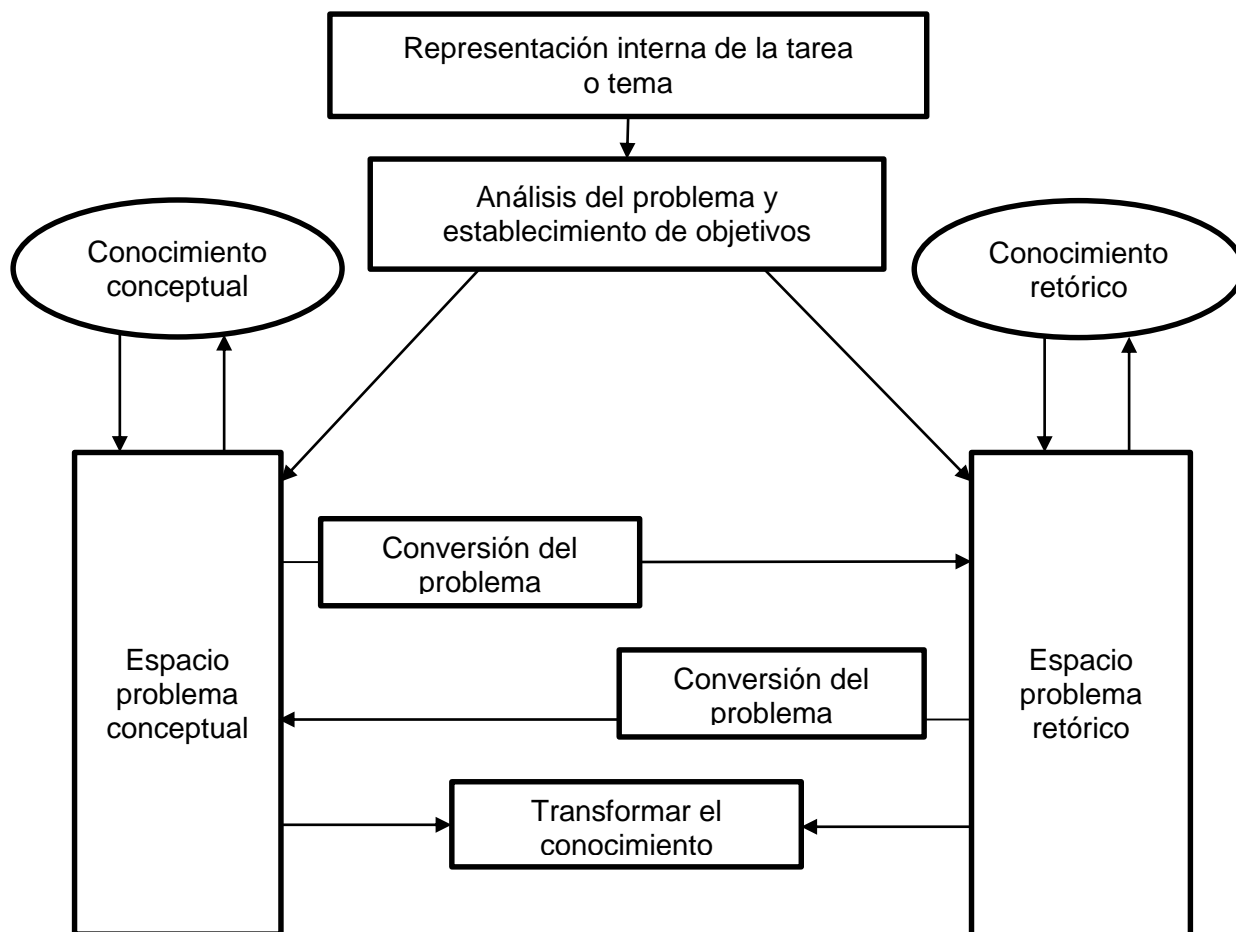 Representación interna de la tarea
o tema
Análisis del problema y
establecimiento de objetivos
Conocimiento
conceptual
Conocimiento
retórico
Conversión del
problema
Espacio
problema
conceptual
Conversión del
problema
Espacio
problema
retórico
Transformar el
conocimiento